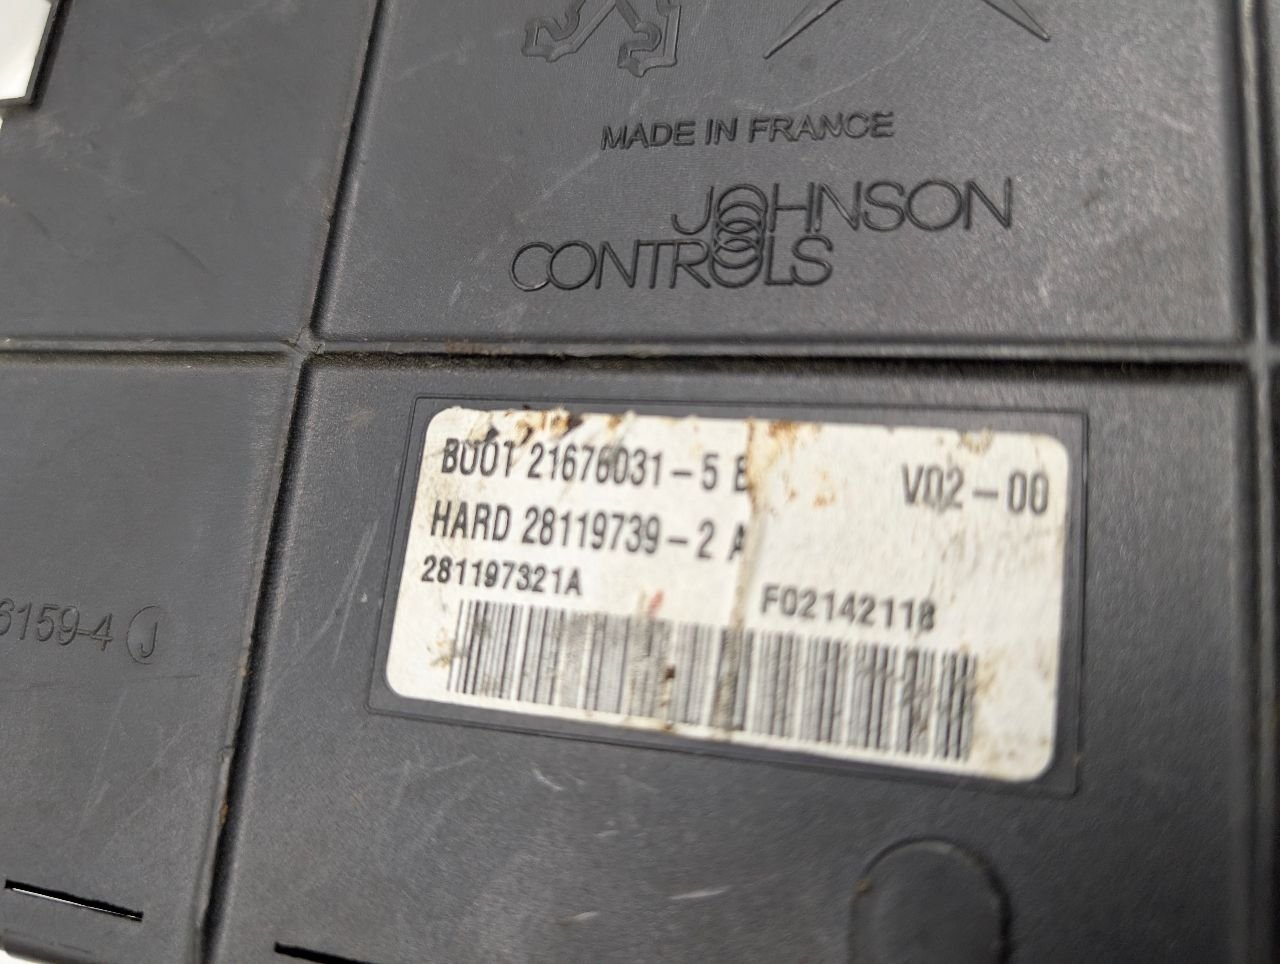 MADE IN FRANCE
JOHNSON
CONTROLS
BOOT 21676031-5 V02-00
HARD 28119739-2 A
281197321A F02142118
6159-4 J